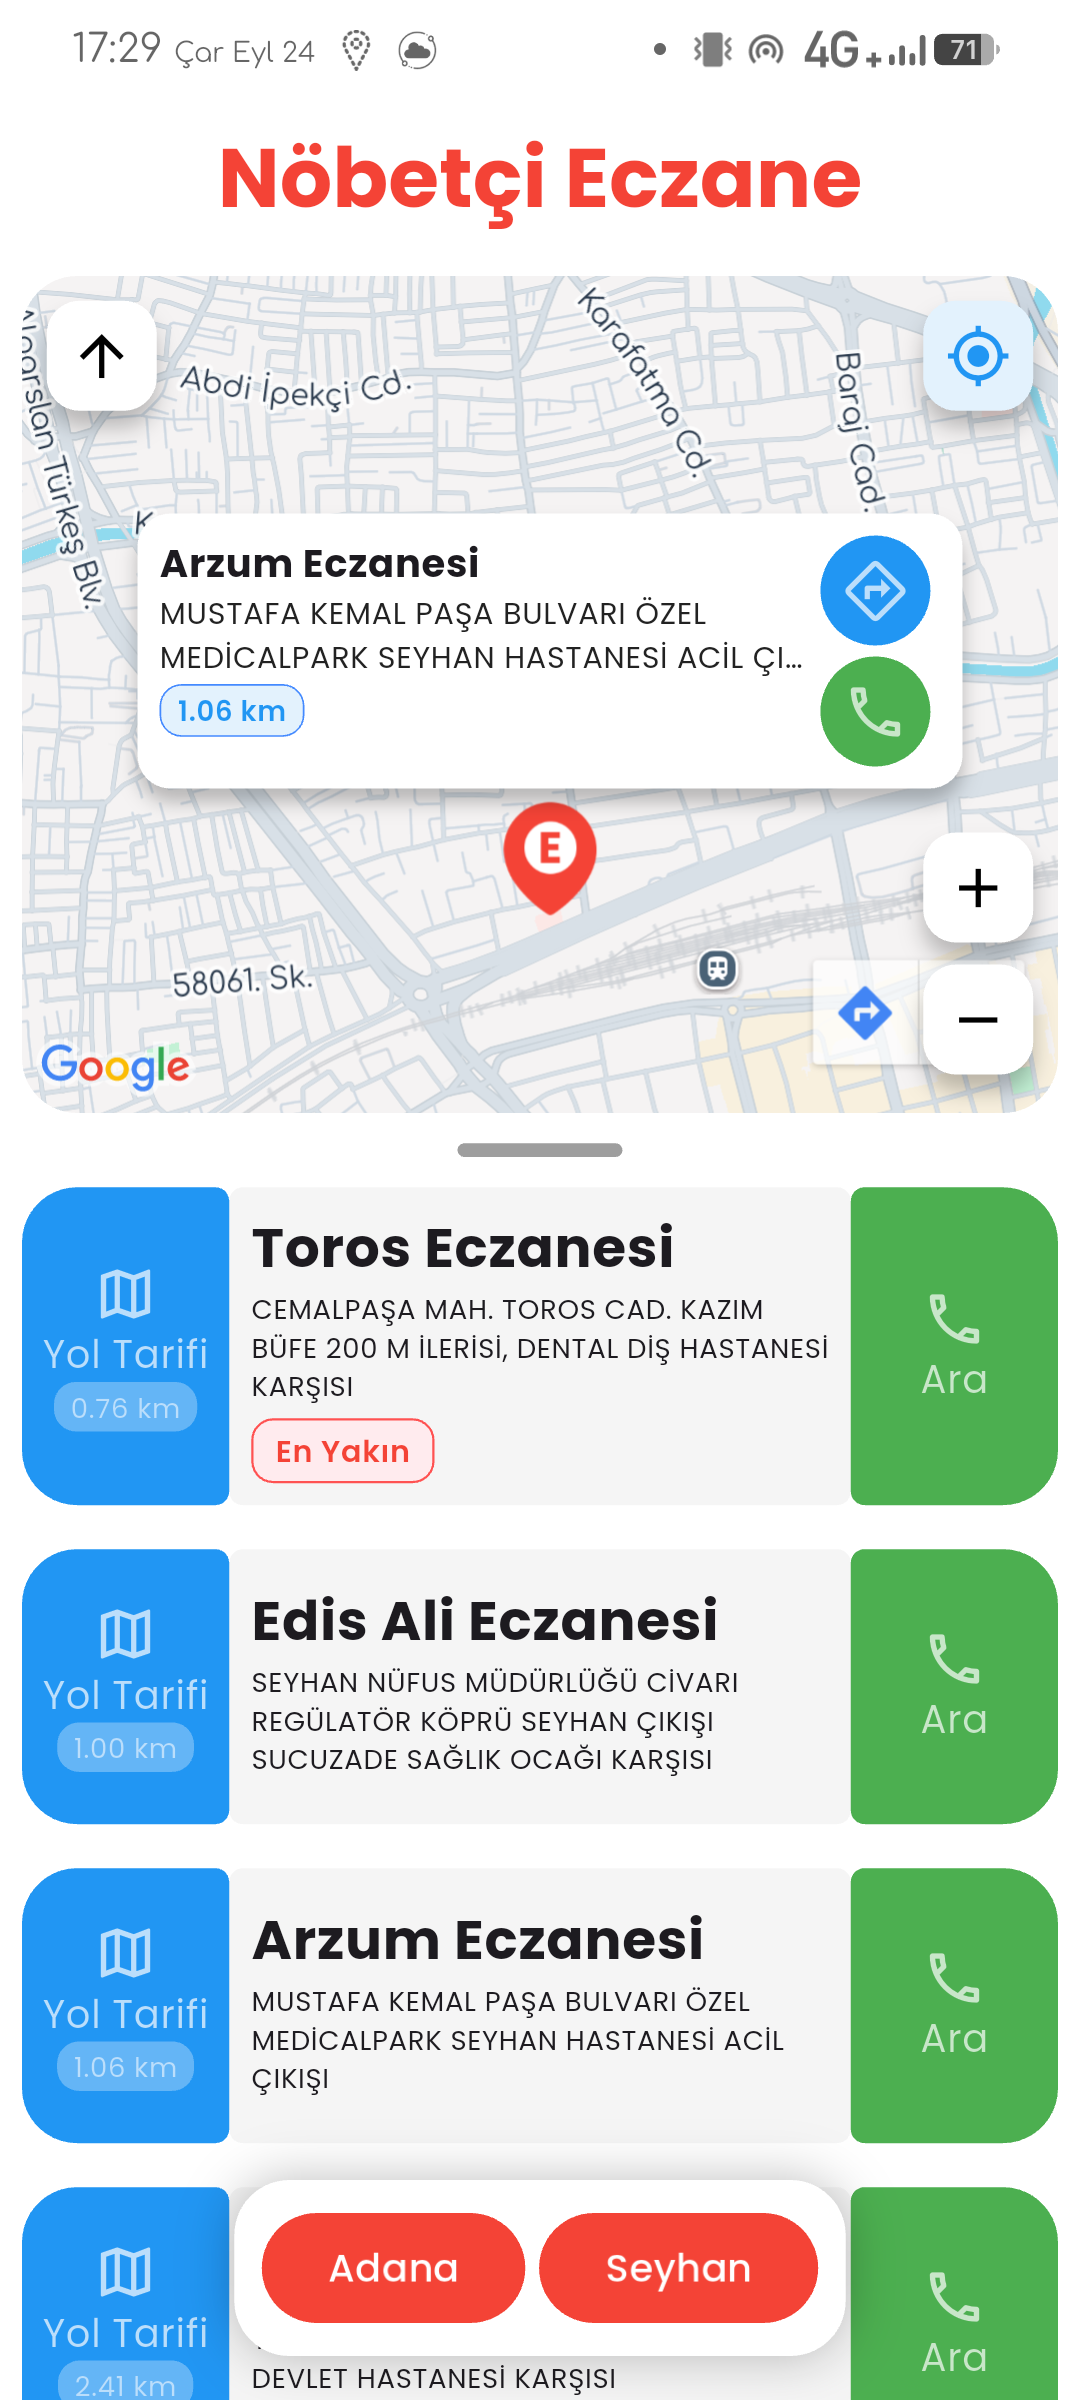 17:29 Çar Eyl 24
4G+ 71
Nöbetçi Eczane
Abdi İpekçi Cd.
Karafatma Cd.
Baraj Cad.
Türkeş Blv.
Arzum Eczanesi
MUSTAFA KEMAL PAŞA BULVARI ÖZEL
MEDİCALPARK SEYHAN HASTANESİ ACİL ÇI...
1.06 km
E
58061. Sk.
Google
Toros Eczanesi
CEMALPAŞA MAH. TOROS CAD. KAZIM
BÜFE 200 M İLERİSİ, DENTAL DİŞ HASTANESİ
KARŞISI
En Yakın
Yol Tarifi
0.76 km
Ara
Edis Ali Eczanesi
SEYHAN NÜFUS MÜDÜRLÜĞÜ CİVARI
REGÜLATÖR KÖPRÜ SEYHAN ÇIKIŞI
SUCUZADE SAĞLIK OCAĞI KARŞISI
Yol Tarifi
1.00 km
Ara
Arzum Eczanesi
MUSTAFA KEMAL PAŞA BULVARI ÖZEL
MEDİCALPARK SEYHAN HASTANESİ ACİL
ÇIKIŞI
Yol Tarifi
1.06 km
Ara
Yol Tarifi
2.41 km
Adana
Seyhan
DEVLET HASTANESİ KARŞISI
Ara